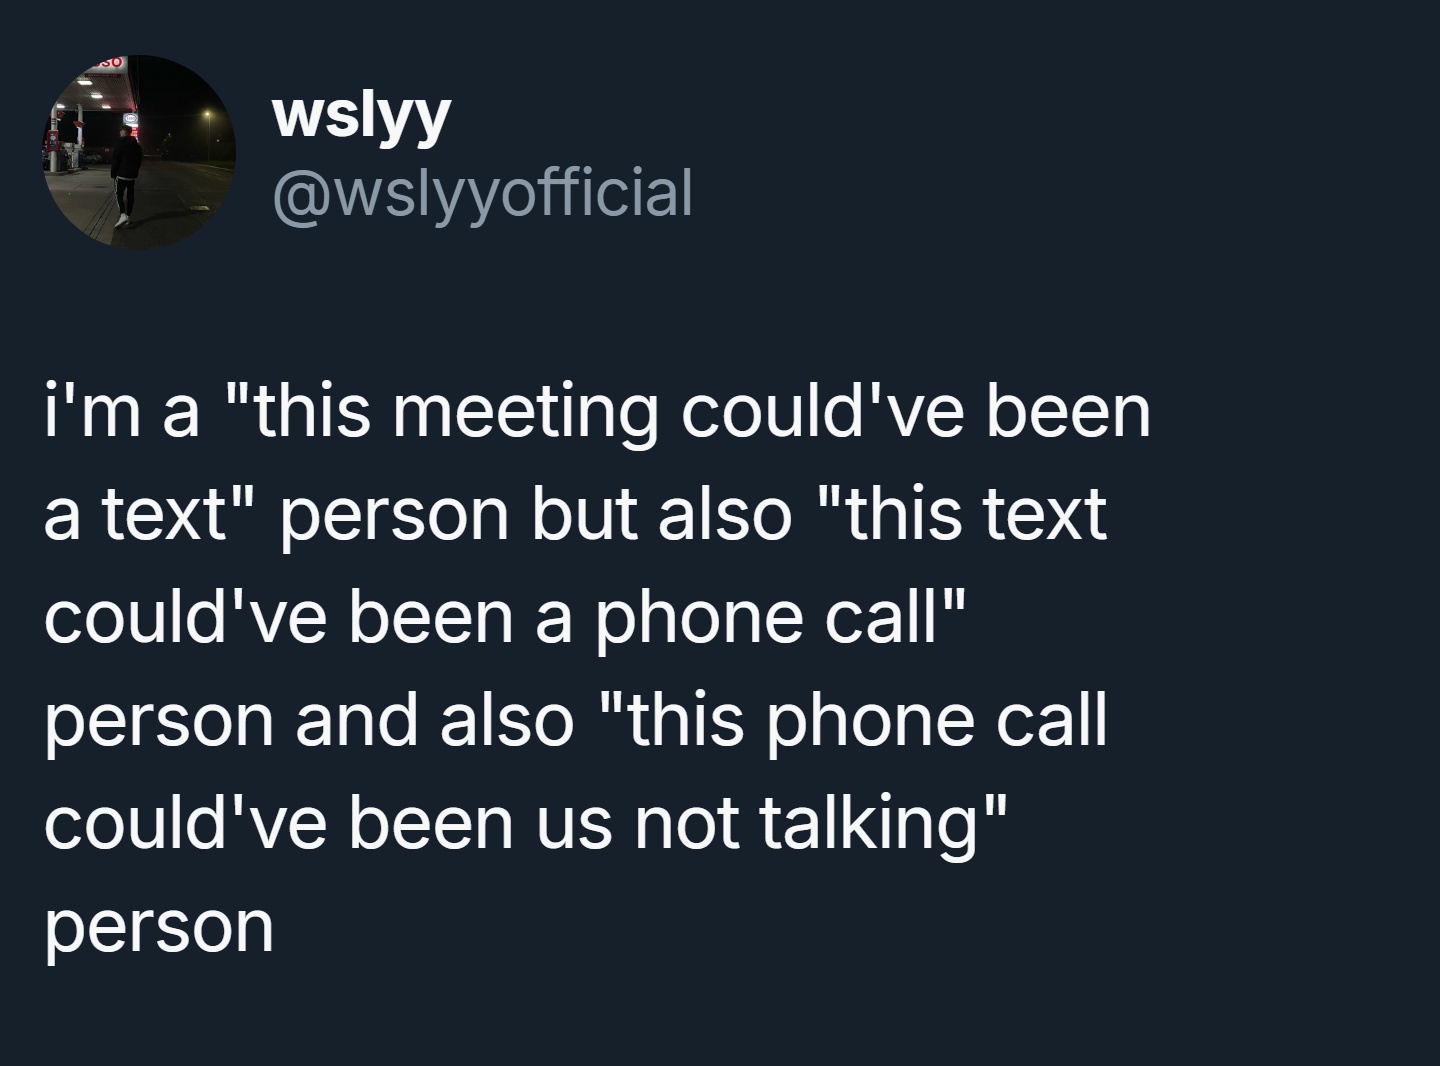 wslyy
@wslyyofficial
i'm a "this meeting could've been
a text" person but also "this text
could've been a phone call"
person and also "this phone call
could've been us not talking"
person